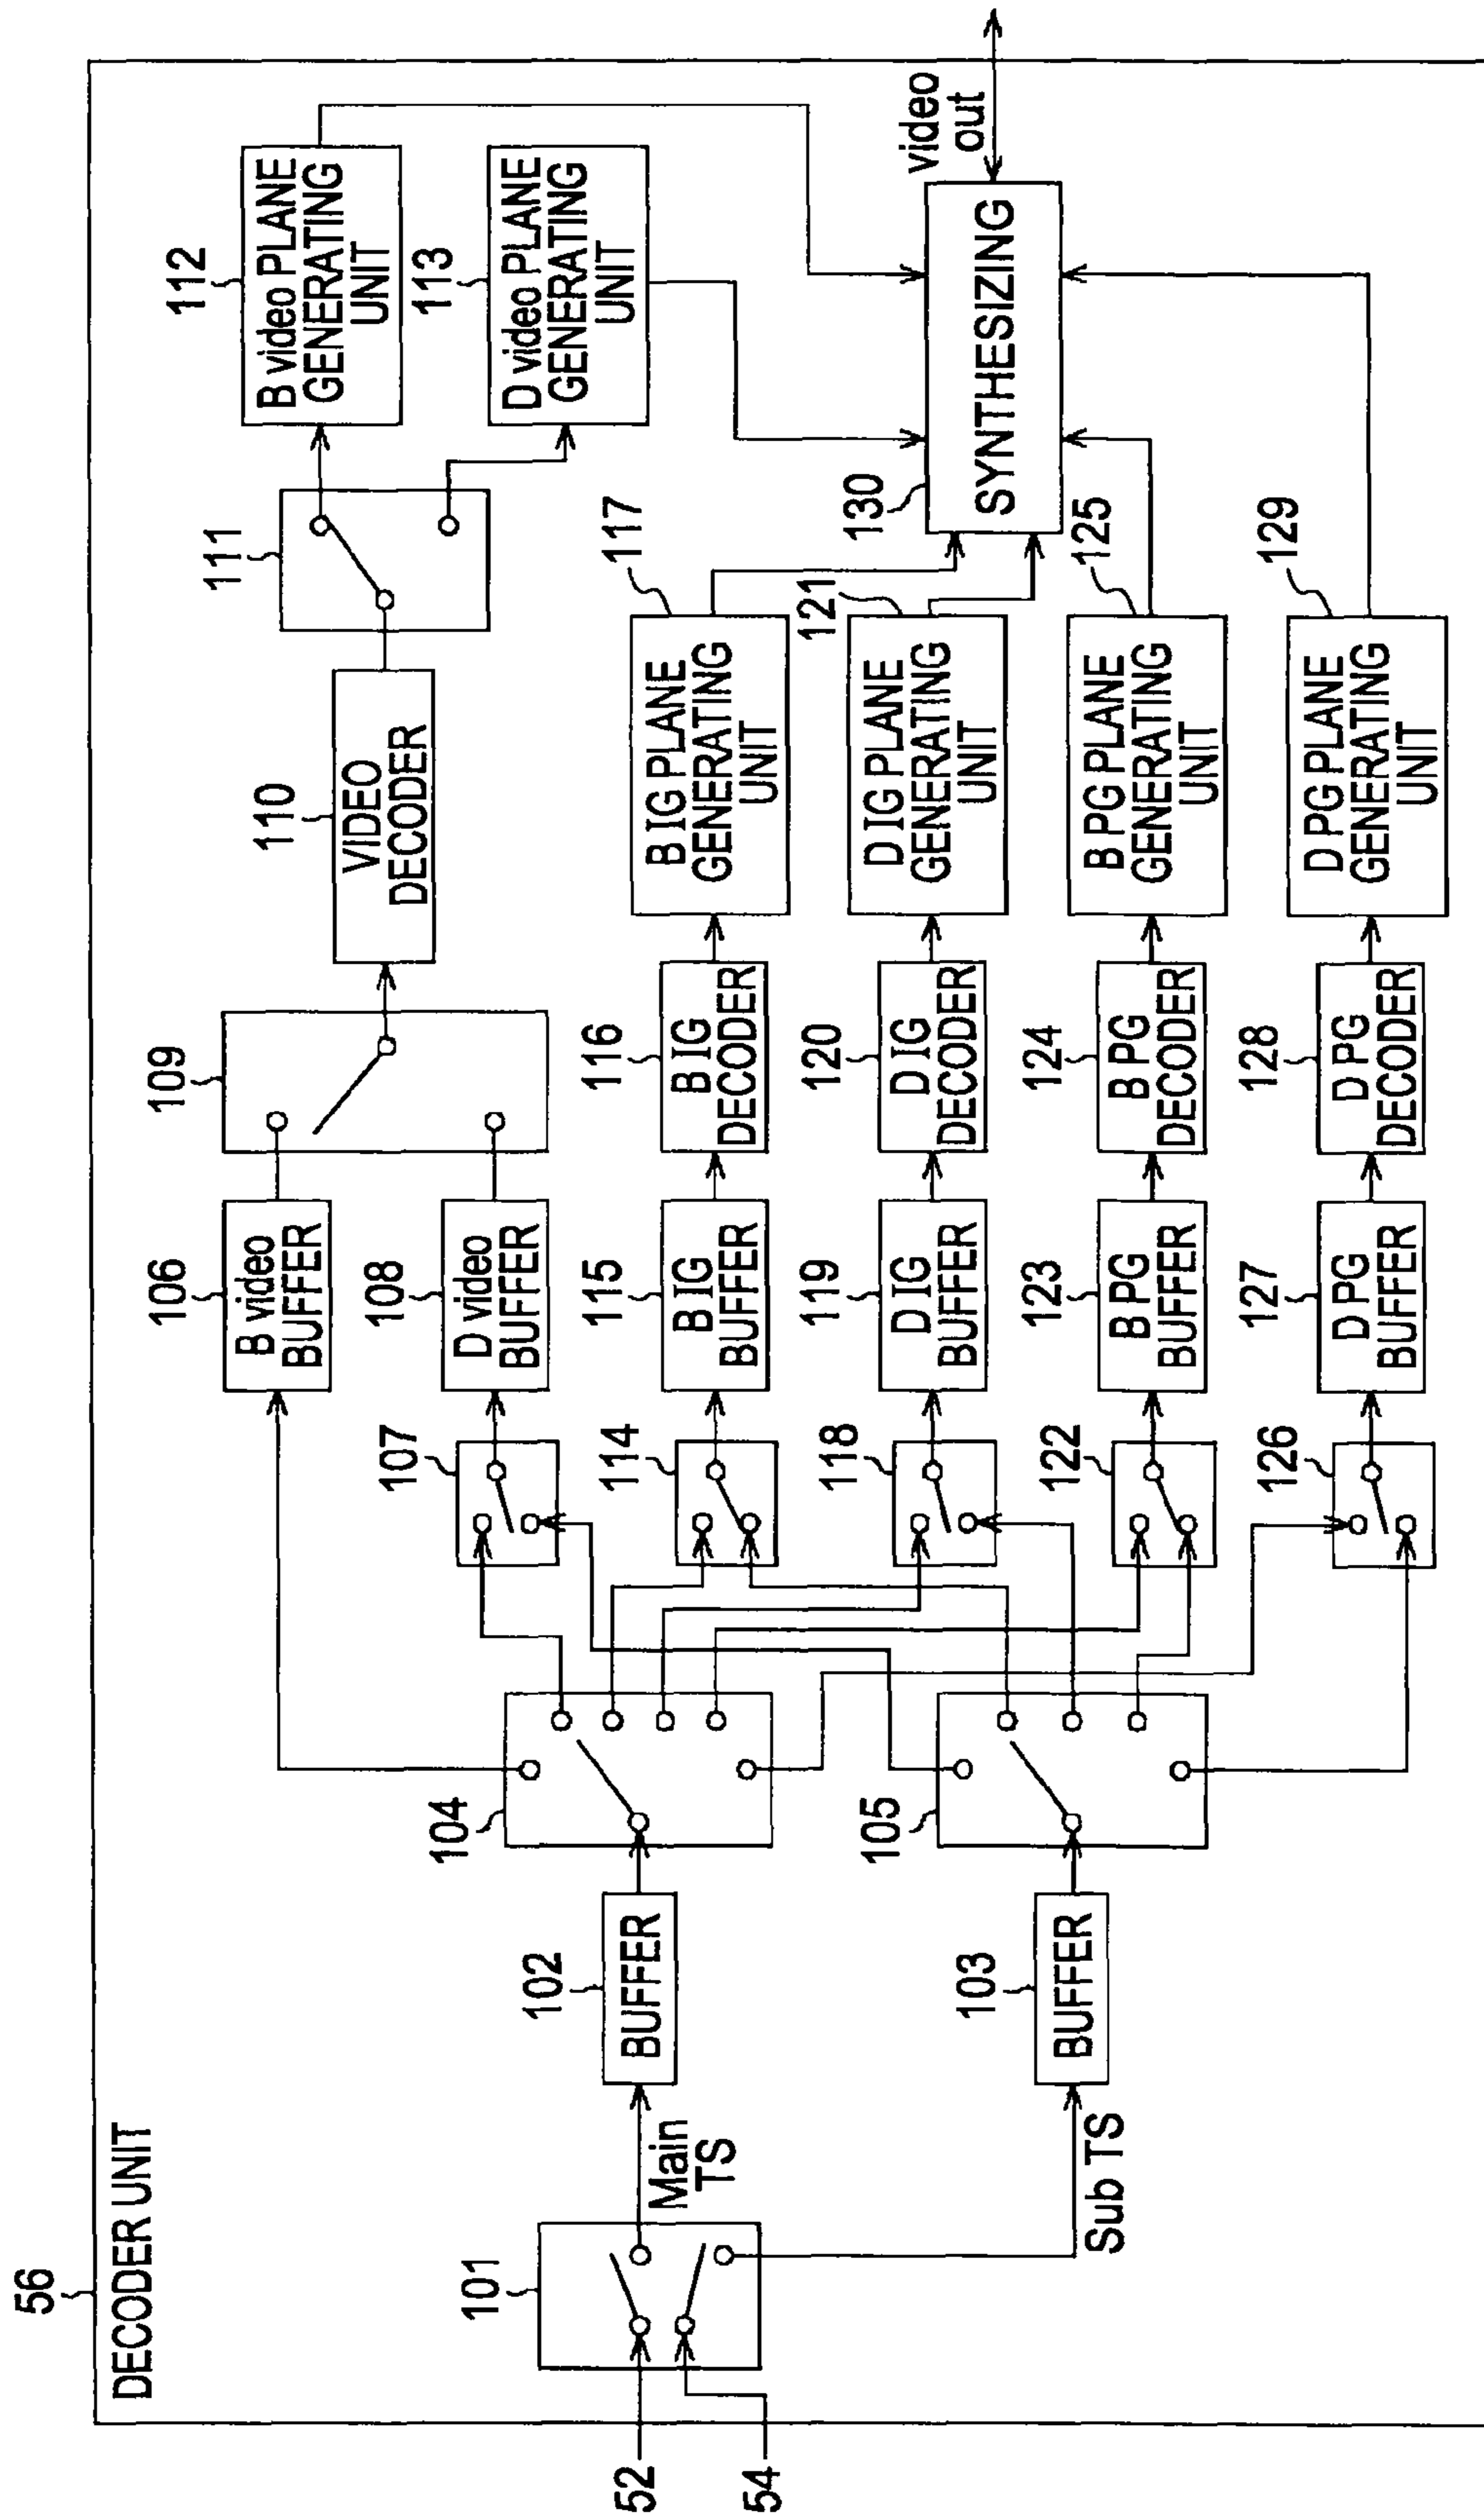 56
DECODER UNIT
52
54
101
Main
TS
Sub TS
102
BUFFER
103
BUFFER
104
105
106
B video
BUFFER
107
108
D video
BUFFER
109
110
VIDEO
DECODER
111
112
B video PLANE
GENERATING
UNIT
113
D video PLANE
GENERATING
UNIT
114
115
B IG
BUFFER
116
B IG
DECODER
117
B IG PLANE
GENERATING
UNIT
118
119
D IG
BUFFER
120
D IG
DECODER
121
D IG PLANE
GENERATING
UNIT
122
123
B PG
BUFFER
124
B PG
DECODER
125
B PG PLANE
GENERATING
UNIT
126
127
D PG
BUFFER
128
D PG
DECODER
129
D PG PLANE
GENERATING
UNIT
130
SYNTHESIZING
video
out